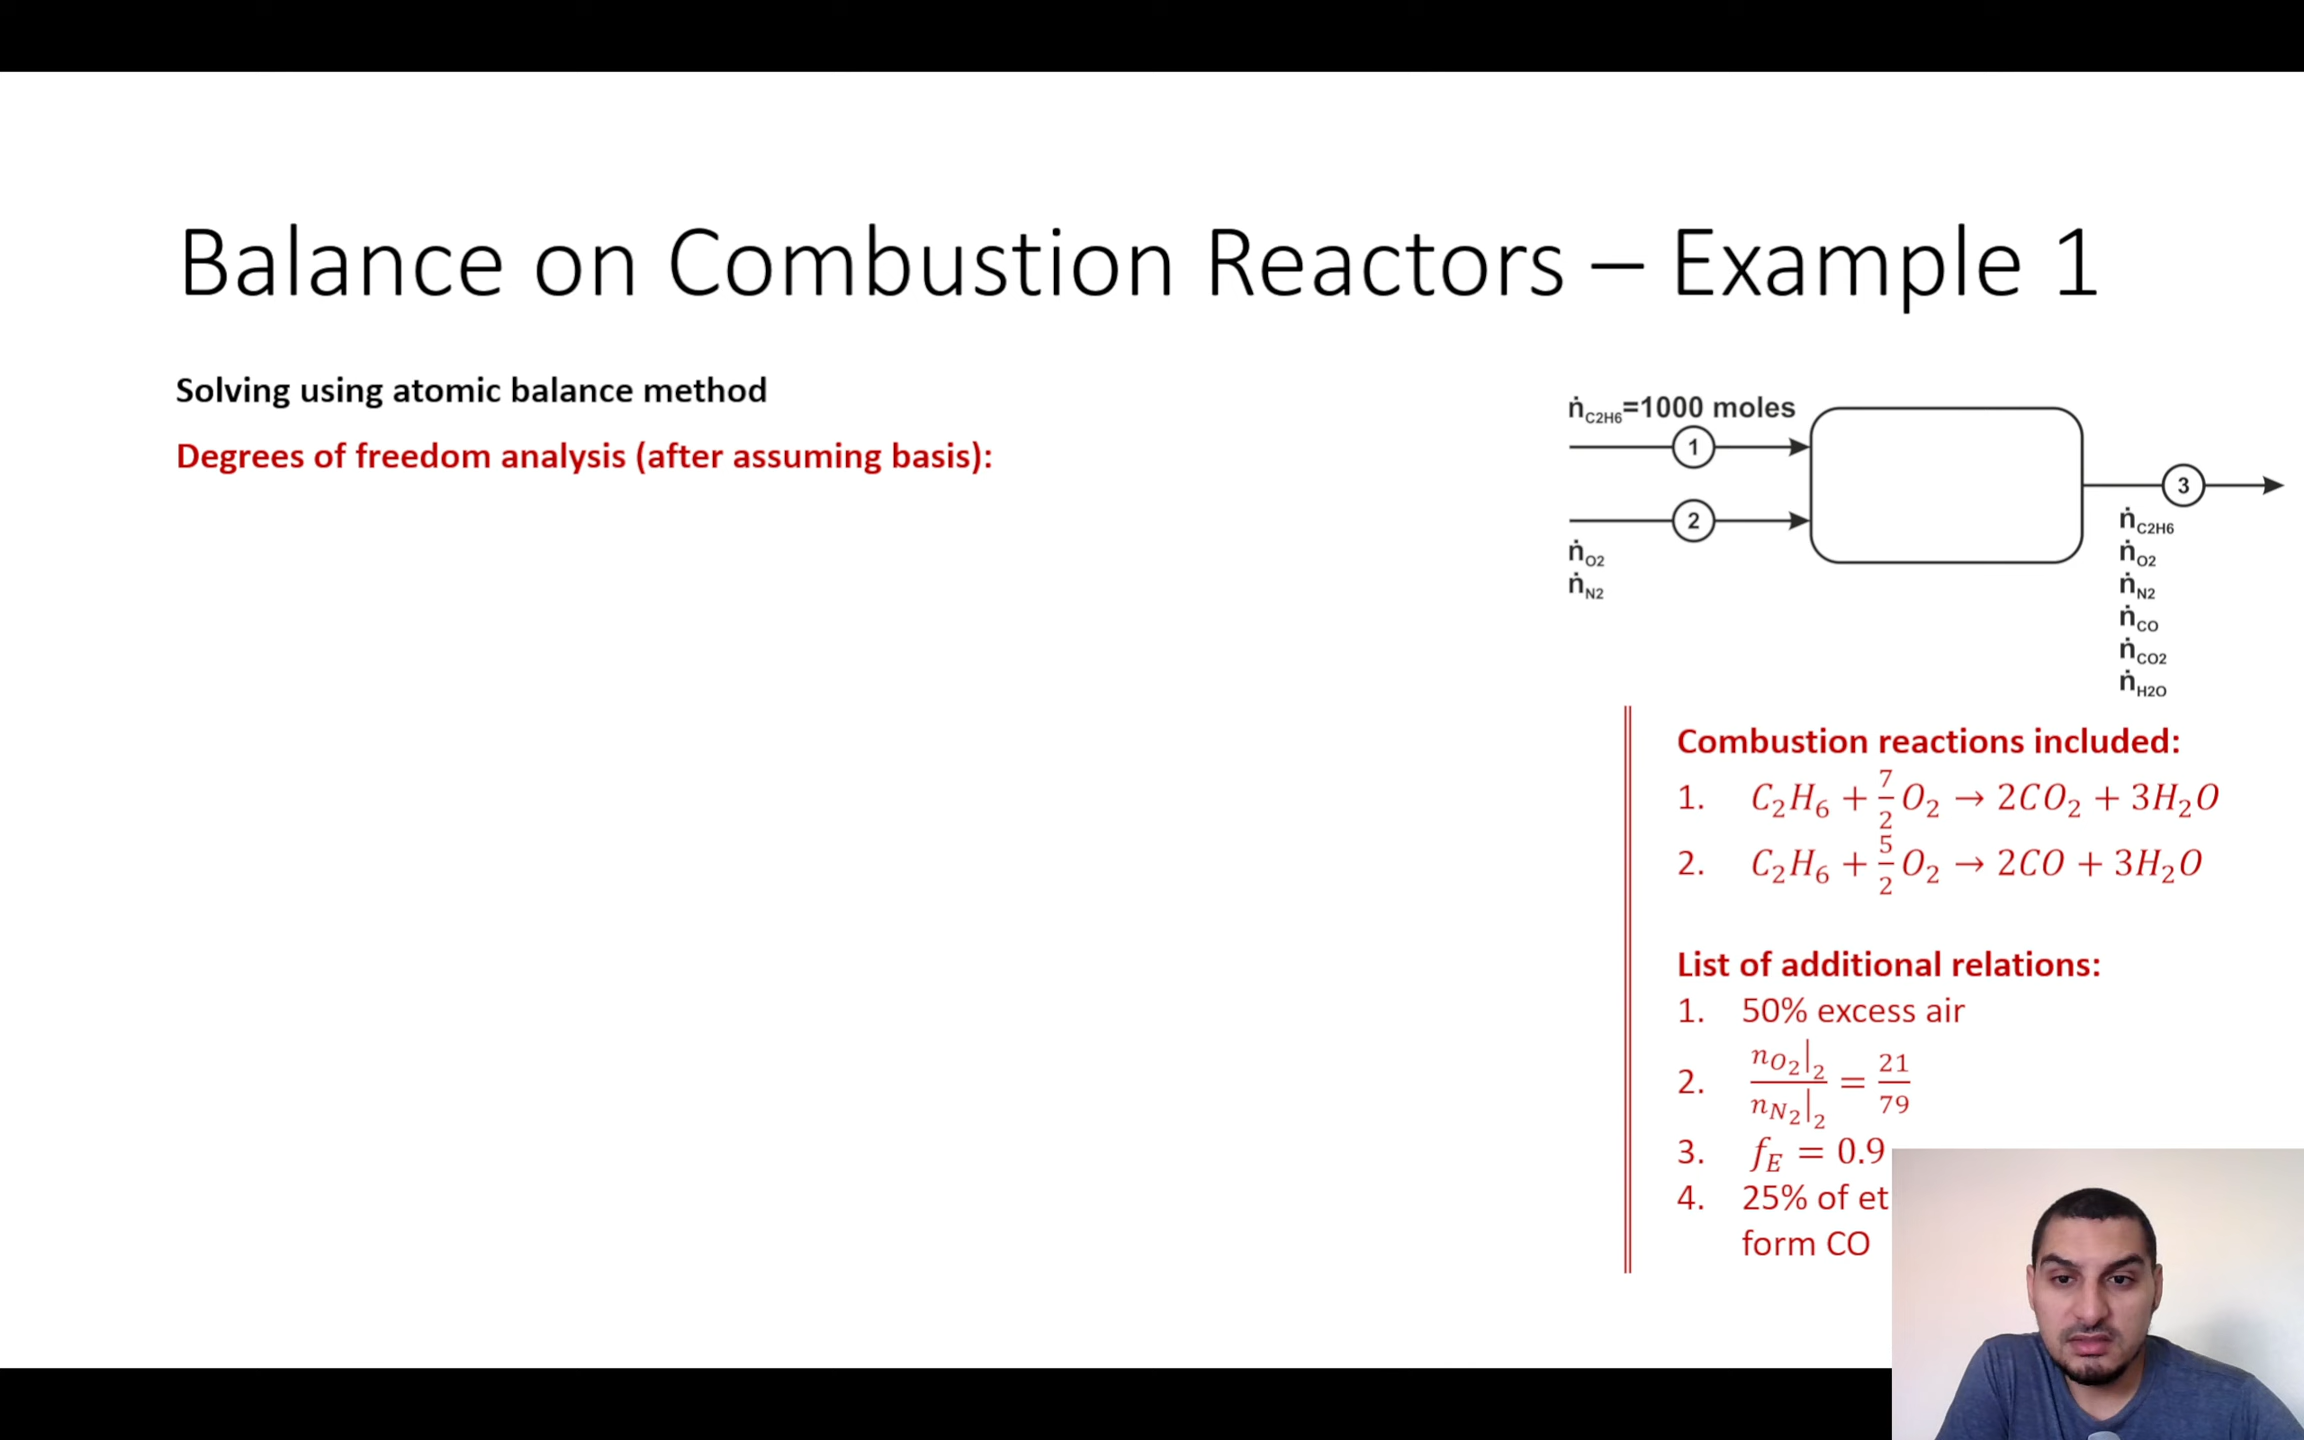 Balance on Combustion Reactors – Example 1
Solving using atomic balance method
Degrees of freedom analysis (after assuming basis):
ṅC2H6=1000 moles
1
2
ṅO2
ṅN2
3
ṅC2H6
ṅO2
ṅN2
ṅCO
ṅCO2
ṅH2O
Combustion reactions included:
1. C₂H₆ + 7/2 O₂ → 2CO₂ + 3H₂O
2. C₂H₆ + 5/2 O₂ → 2CO + 3H₂O
List of additional relations:
1. 50% excess air
2. nO₂|₂ / nN₂|₂ = 21/79
3. fE = 0.9
4. 25% of et
form CO